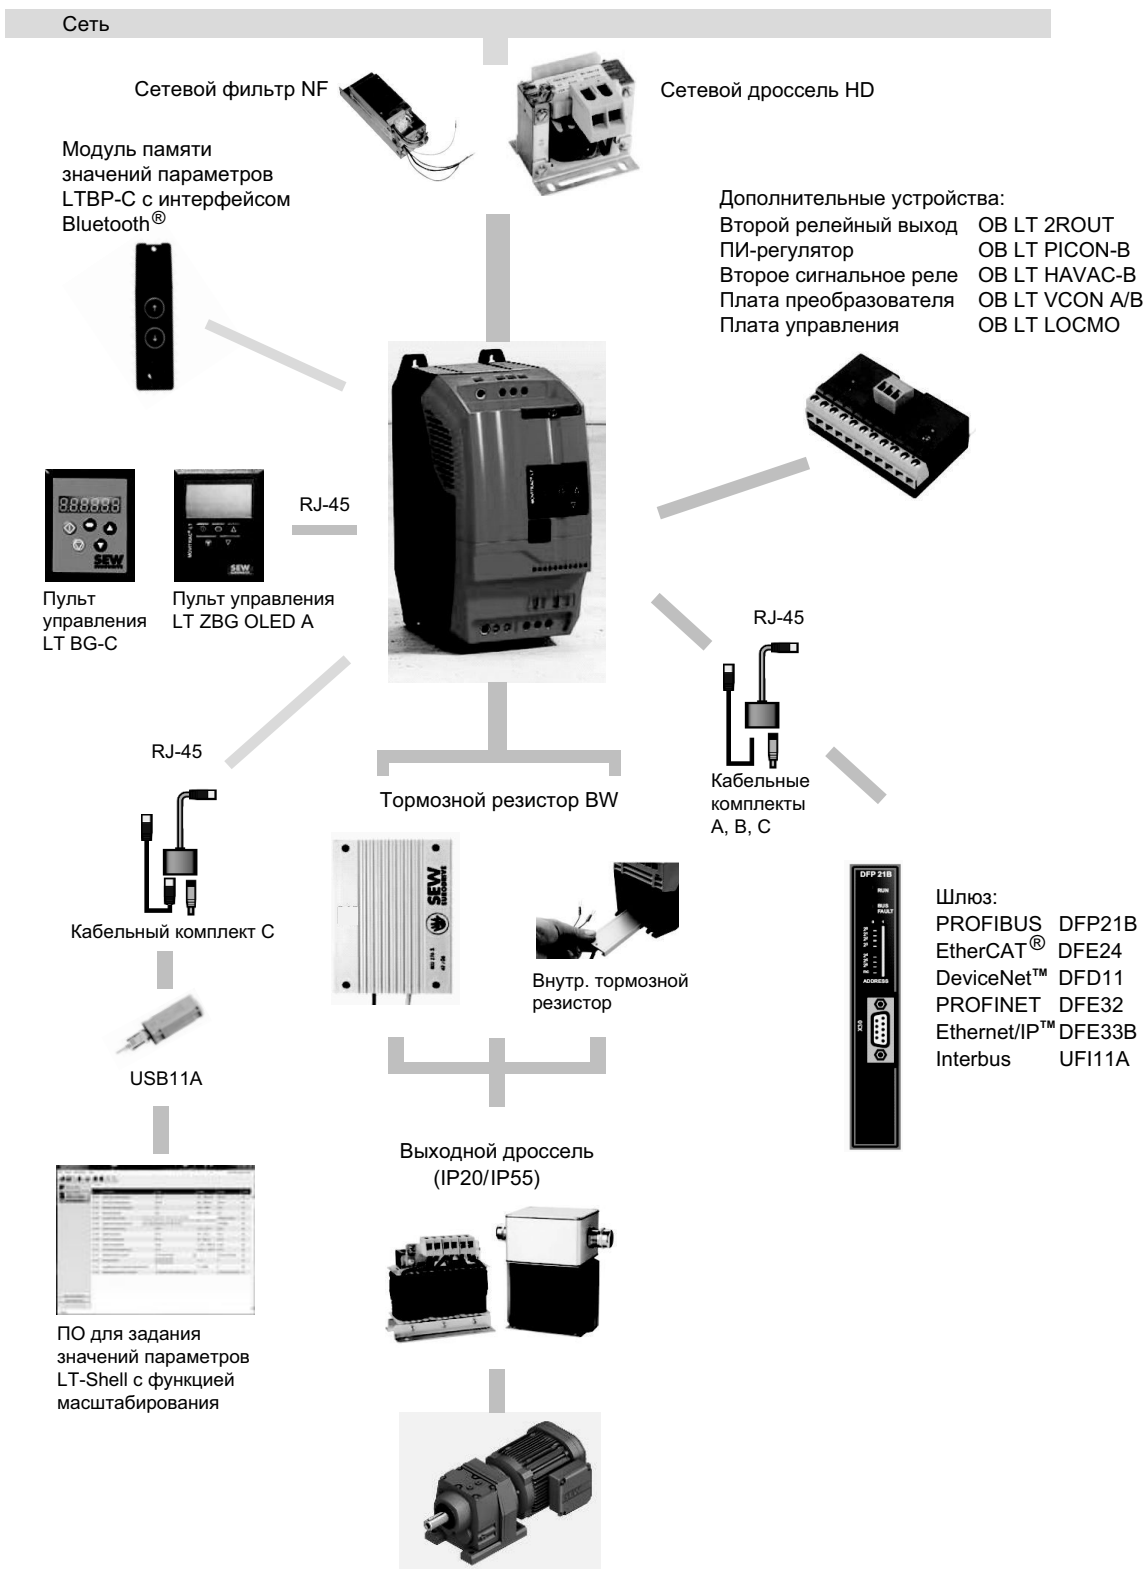 Сеть
Сетевой фильтр NF
Сетевой дроссель HD
Модуль памяти
значений параметров
LTBP-C с интерфейсом
Bluetooth®
Дополнительные устройства:
Второй релейный выход OB LT 2ROUT
ПИ-регулятор OB LT PICON-B
Второе сигнальное реле OB LT HAVAC-B
Плата преобразователя OB LT VCON A/B
Плата управления OB LT LOCMO
RJ-45
SEW
SEW
Пульт
управления
LT BG-C
Пульт управления
LT ZBG OLED A
RJ-45
Кабельные
комплекты
A, B, C
RJ-45
Кабельный комплект C
Тормозной резистор BW
SEW
EURODRIVE
Внутр. тормозной
резистор
DFP 21B
RUN
BUS
FAULT
ADDRESS
X30
Шлюз:
PROFIBUS DFP21B
EtherCAT® DFE24
DeviceNet™ DFD11
PROFINET DFE32
Ethernet/IP™ DFE33B
Interbus UFI11A
USB11A
Выходной дроссель
(IP20/IP55)
ПО для задания
значений параметров
LT-Shell с функцией
масштабирования